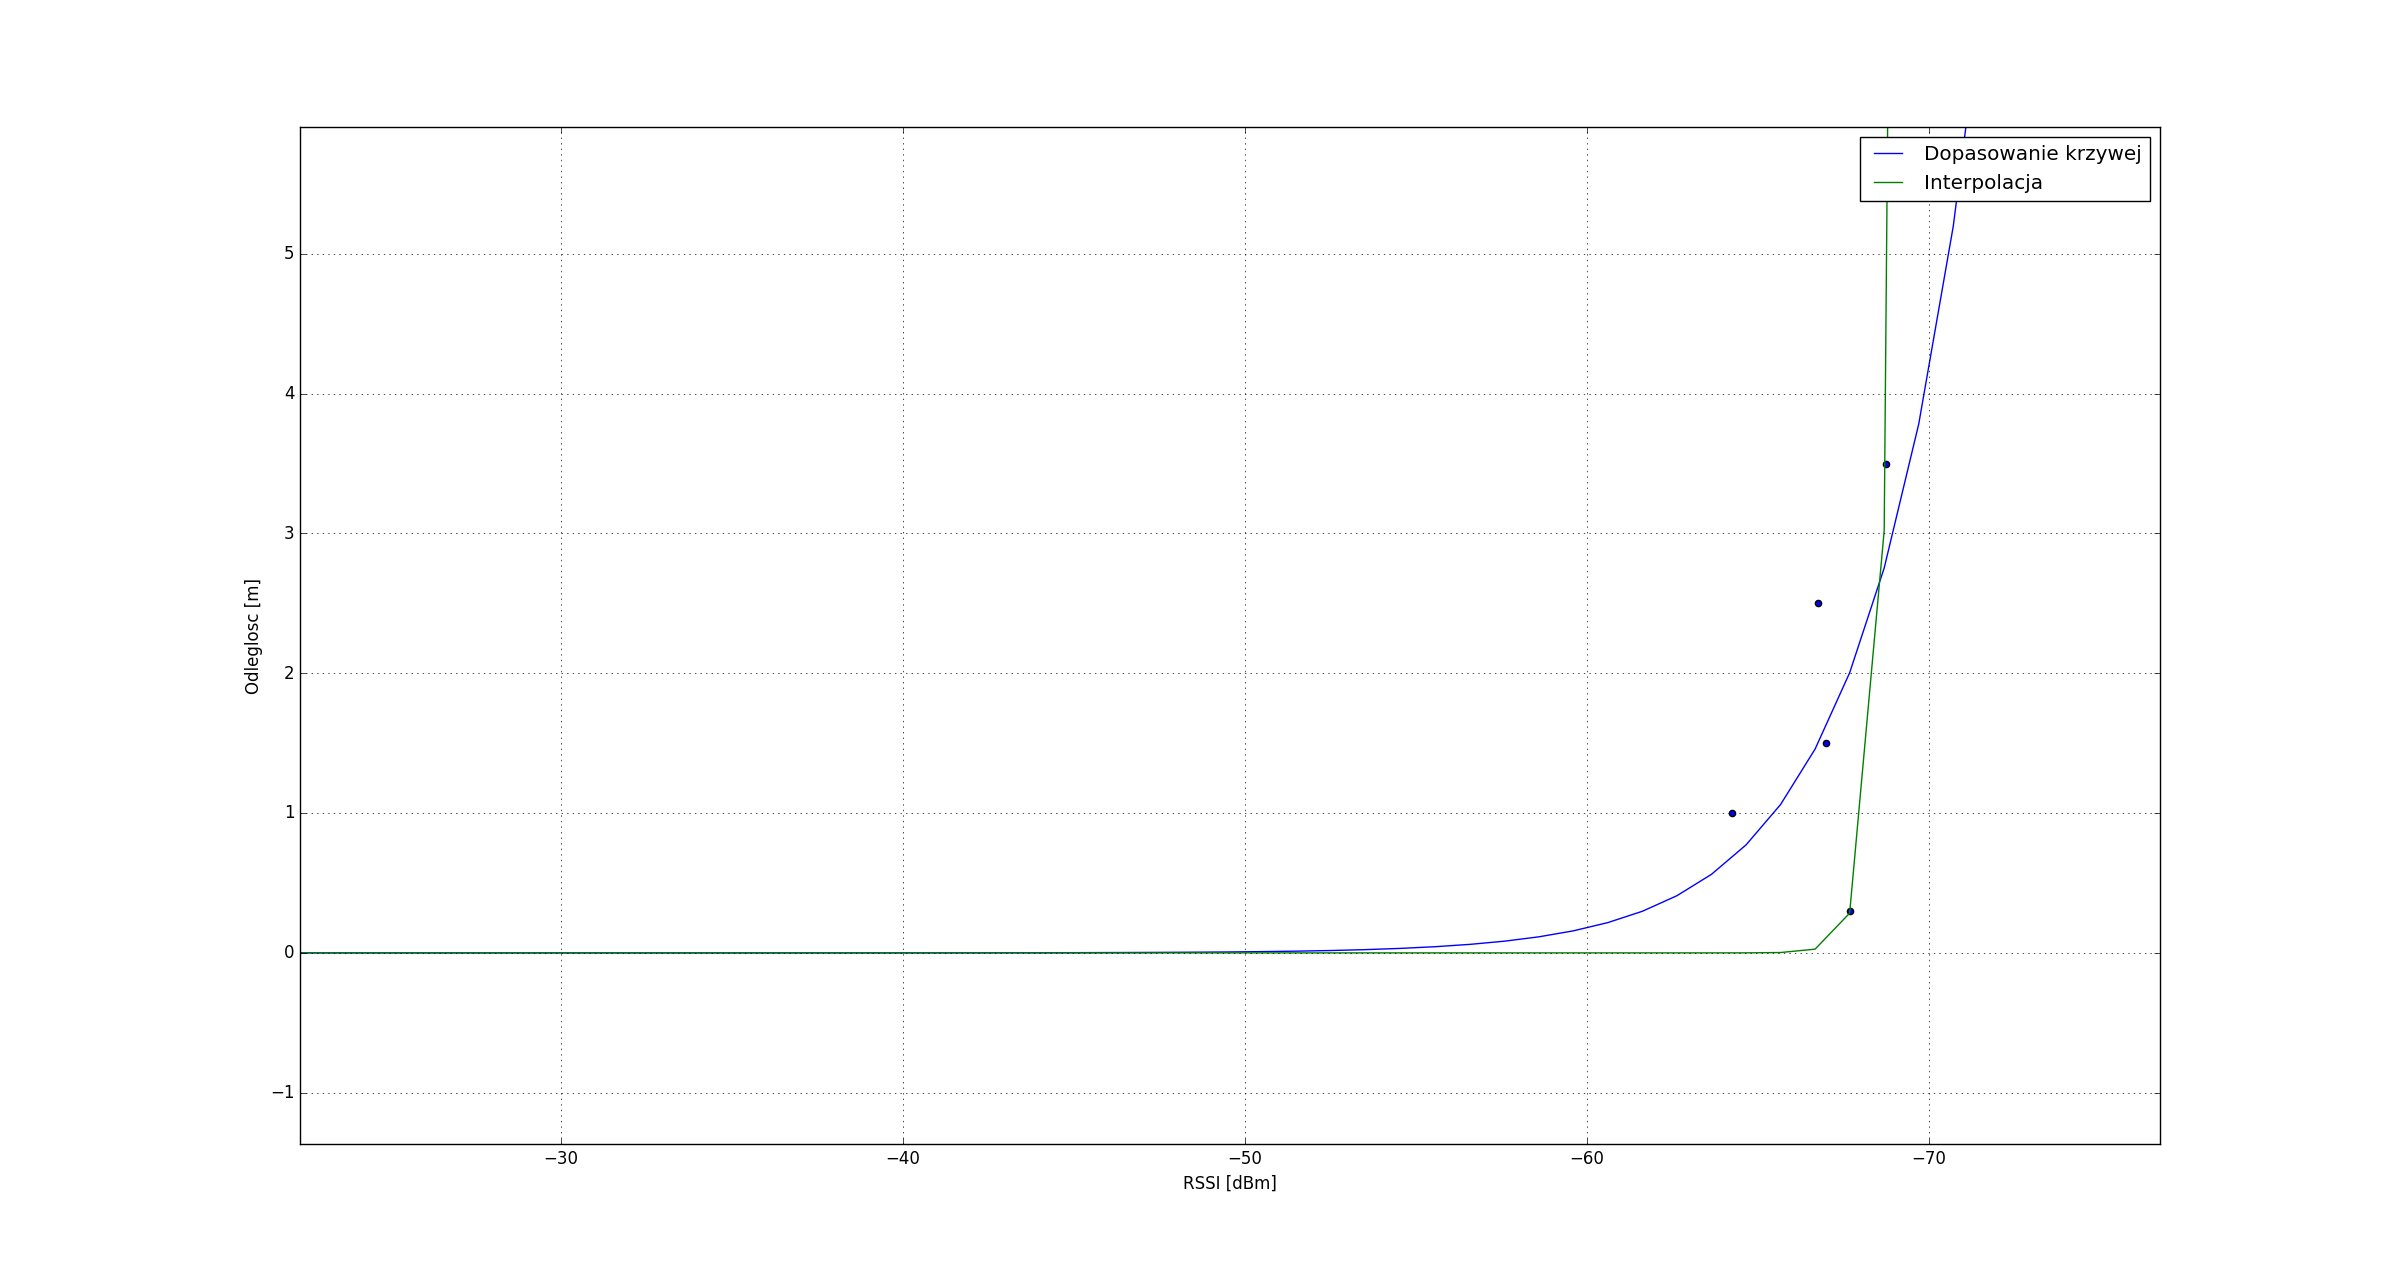 Dopasowanie krzywej
Interpolacja
5
4
3
2
1
0
−1
Odleglosc [m]
−30 −40 −50 −60 −70
RSSI [dBm]